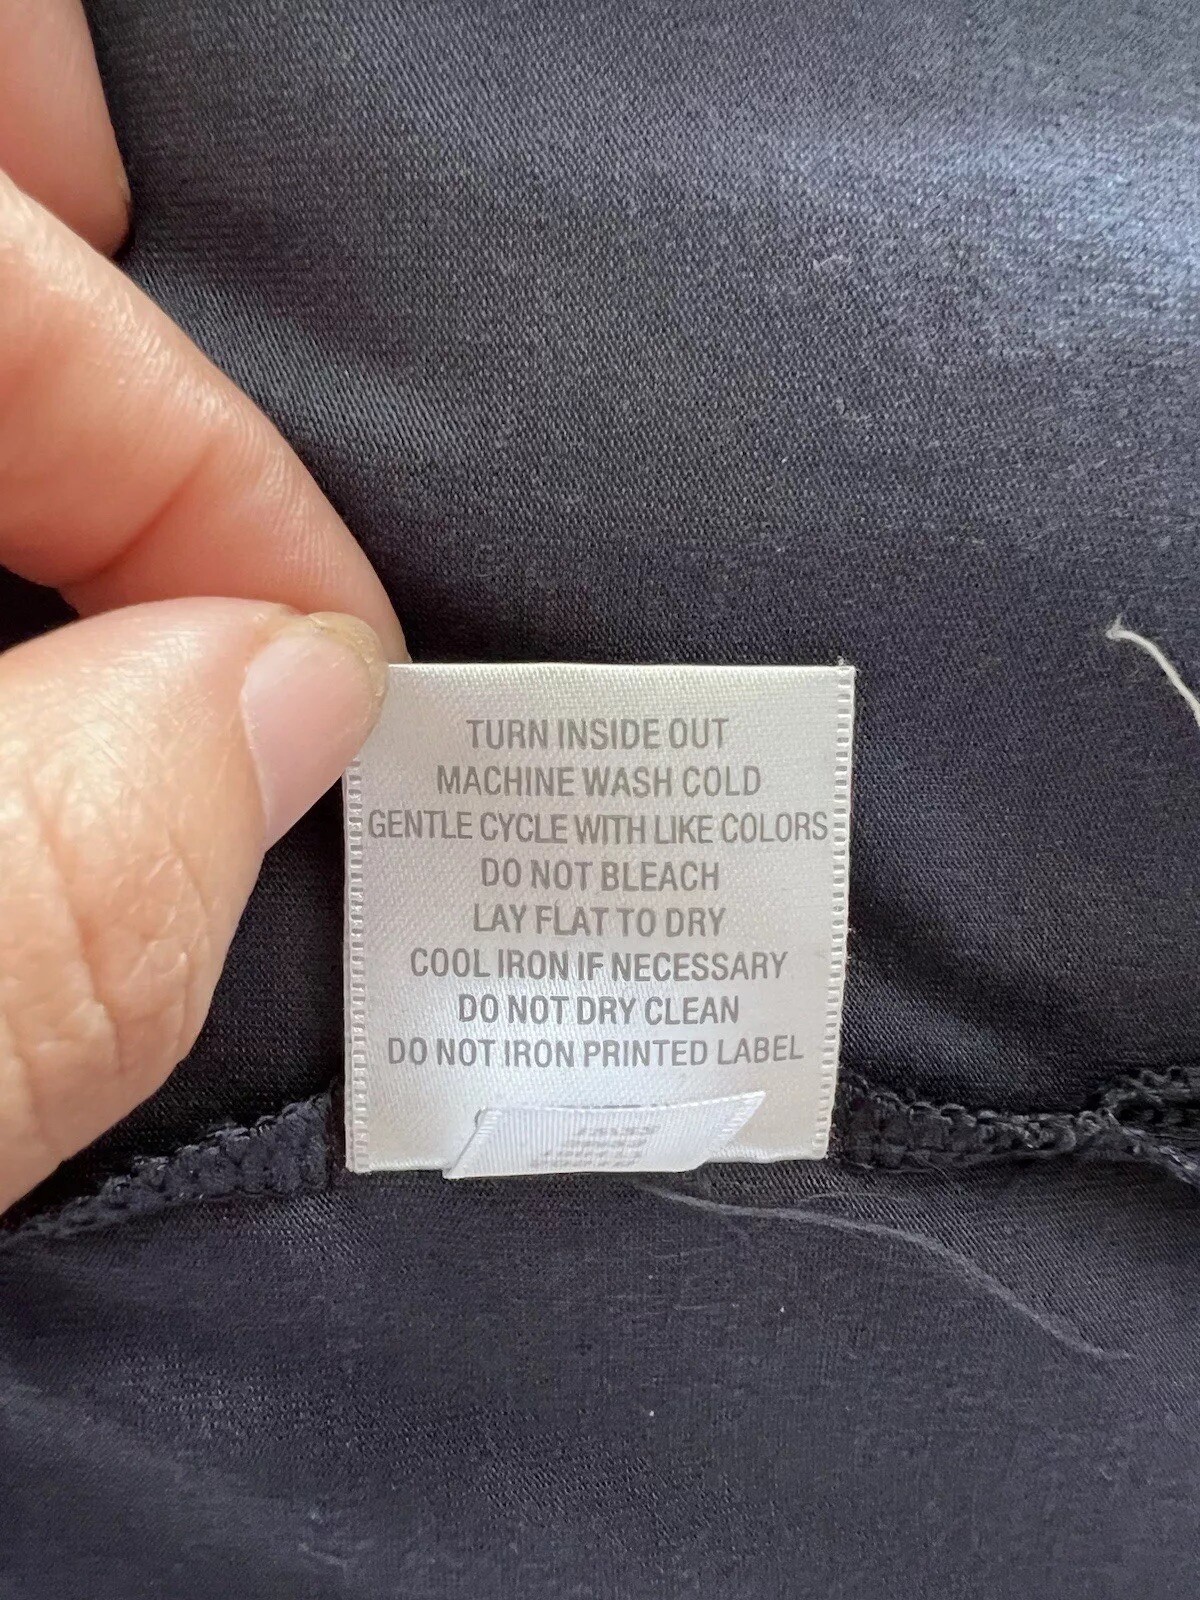 TURN INSIDE OUT
MACHINE WASH COLD
GENTLE CYCLE WITH LIKE COLORS
DO NOT BLEACH
LAY FLAT TO DRY
COOL IRON IF NECESSARY
DO NOT DRY CLEAN
DO NOT IRON PRINTED LABEL